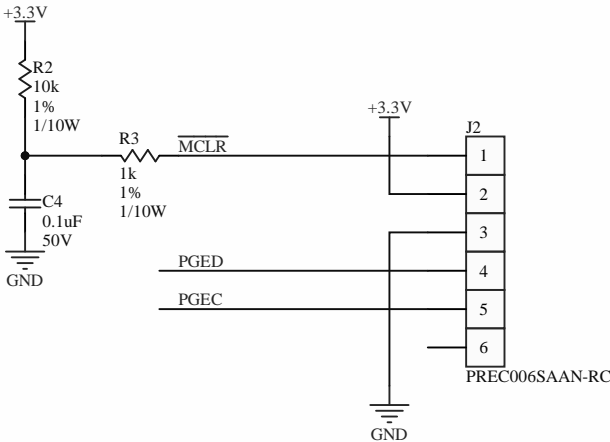 +3.3V
R2
10k
1%
1/10W
R3
MCLR
1k
1%
1/10W
C4
0.1uF
50V
GND
+3.3V
J2
1
2
3
4
5
6
PGED
PGEC
PREC006SAAN-RC
GND